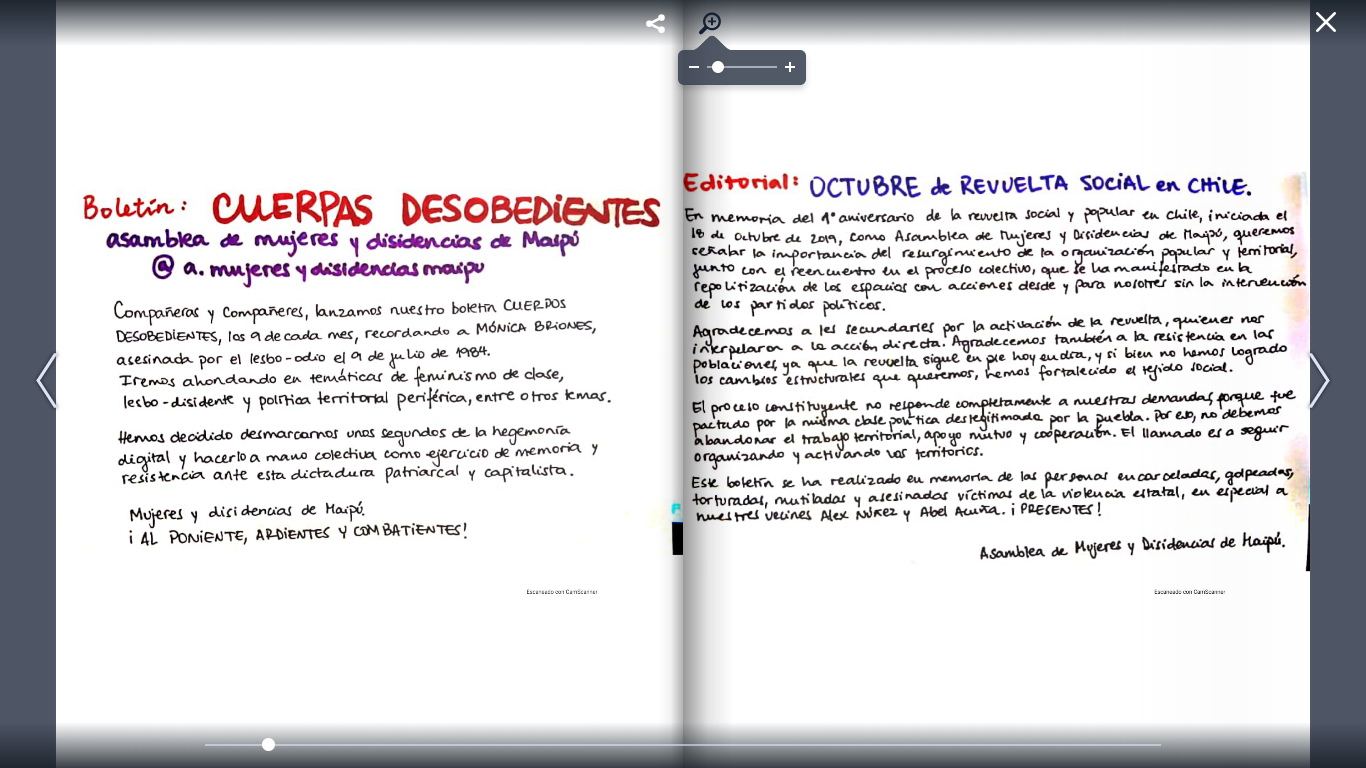 Boletín: CUERPAS DESOBEDiENTES
asamblea de mujeres y disidencias de Maipú
@ a. mujeres y disidencias maipu
Compañeras y Compañeres, lanzamos nuestro boletín CUERPOS
DESOBEDIENTES, los 9 de cada mes, recordando a MÓNICA BRIONES,
asesinada por el lesbo-odio el 9 de julio de 1984.
Iremos ahondando en temáticas de feminismo de clase,
lesbo-disidente y política territorial periférica, entre otros temas.
Hemos decidido desmarcarnos unos segundos de la hegemonía
digital y hacerlo a mano colectiva como ejercicio de memoria y
resistencia ante esta dictadura patriarcal y capitalista.
Mujeres y disidencias de Maipú.
¡ AL PONIENTE, ARDIENTES Y COMBATIENTES!
Escaneado con CamScanner
Editorial: OCTUBRE de REVUELTA SOCiAL en CHiLE.
En memoria del 1° aniversario de la revuelta social y popular en Chile, iniciada el
18 de Octubre de 2019, como Asamblea de Mujeres y Disidencias de Maipú, queremos
señalar la importancia del resurgimiento de la organización popular y territorial,
junto con el reencuentro en el proceso colectivo, que se ha manifestado en la
repolitización de los espacios con acciones desde y para nosotres sin la intervención
de los partidos políticos.
Agradecemos a les secundaries por la activación de la revuelta, quienes nos
interpelaron a la acción directa. Agradecemos también a la resistencia en las
poblaciones, ya que la revuelta sigue en pie hoy en día, y si bien no hemos logrado
los cambios estructurales que queremos, hemos fortalecido el tejido social.
El proceso constituyente no responde completamente a nuestras demandas, porque fue
pactado por la misma clase política deslegitimada por la puebla. Por eso, no debemos
abandonar el trabajo territorial, apoyo mutuo y cooperación. El llamado es a seguir
organizando y activando los territorios.
Este boletín se ha realizado en memoria de las personas encarceladas, golpeadas,
torturadas, mutiladas y asesinadas víctimas de la violencia estatal, en especial a
nuestres vecines Alex Núñez y Abel Acuña. ¡ PRESENTES !
Asamblea de Mujeres y Disidencias de Maipú.
Escaneado con CamScanner